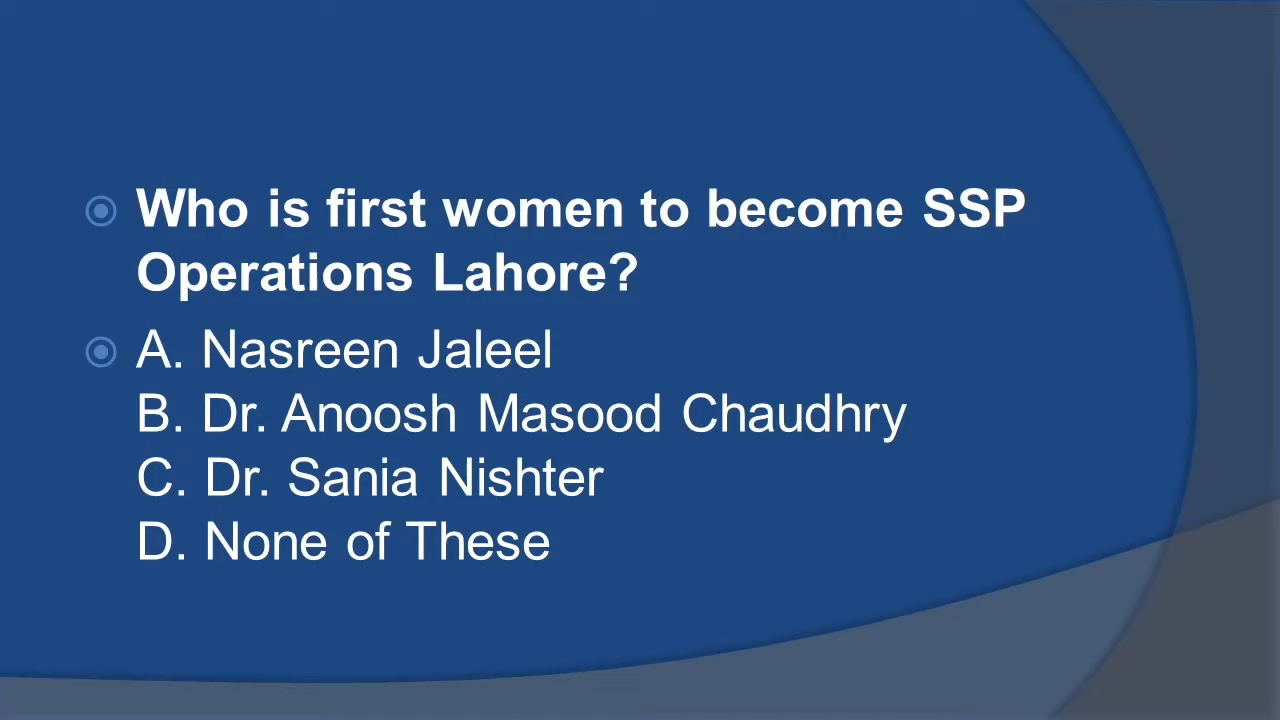 Who is first women to become SSP
Operations Lahore?
A. Nasreen Jaleel
B. Dr. Anoosh Masood Chaudhry
C. Dr. Sania Nishter
D. None of These